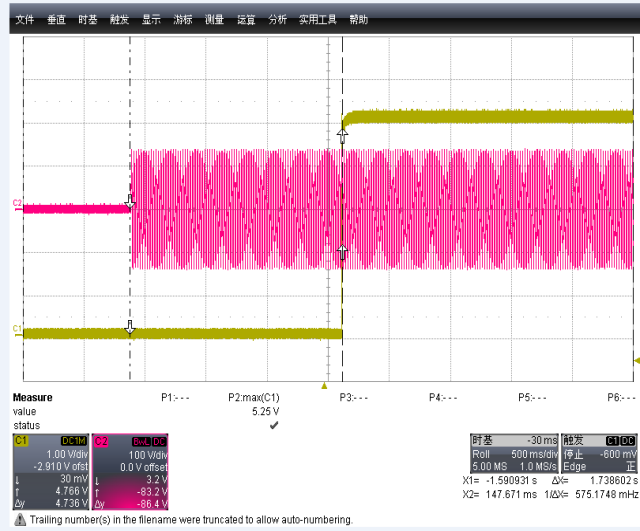 文件 垂直 时基 触发 显示 游标 测量 运算 分析 实用工具 帮助
C2
C1
Measure P1:--- P2:max(C1) P3:--- P4:--- P5:--- P6:---
value 5.25 V
status ✓
C1 DC1M
1.00 V/div
-2.910 V ofst
↓ 30 mV
↑ 4.766 V
Δy 4.736 V
C2 BwL DC
100 V/div
0.0 V offset
↓ 3.2 V
↑ -83.2 V
Δy -86.4 V
时基 -30 ms
Roll 500 ms/div
5.00 MS 1.0 MS/s
触发 C1 DC
停止 -600 mV
Edge 正
X1= -1.590931 s ΔX= 1.738602 s
X2= 147.671 ms 1/ΔX= 575.1748 mHz
Trailing number(s) in the filename were truncated to allow auto-numbering.